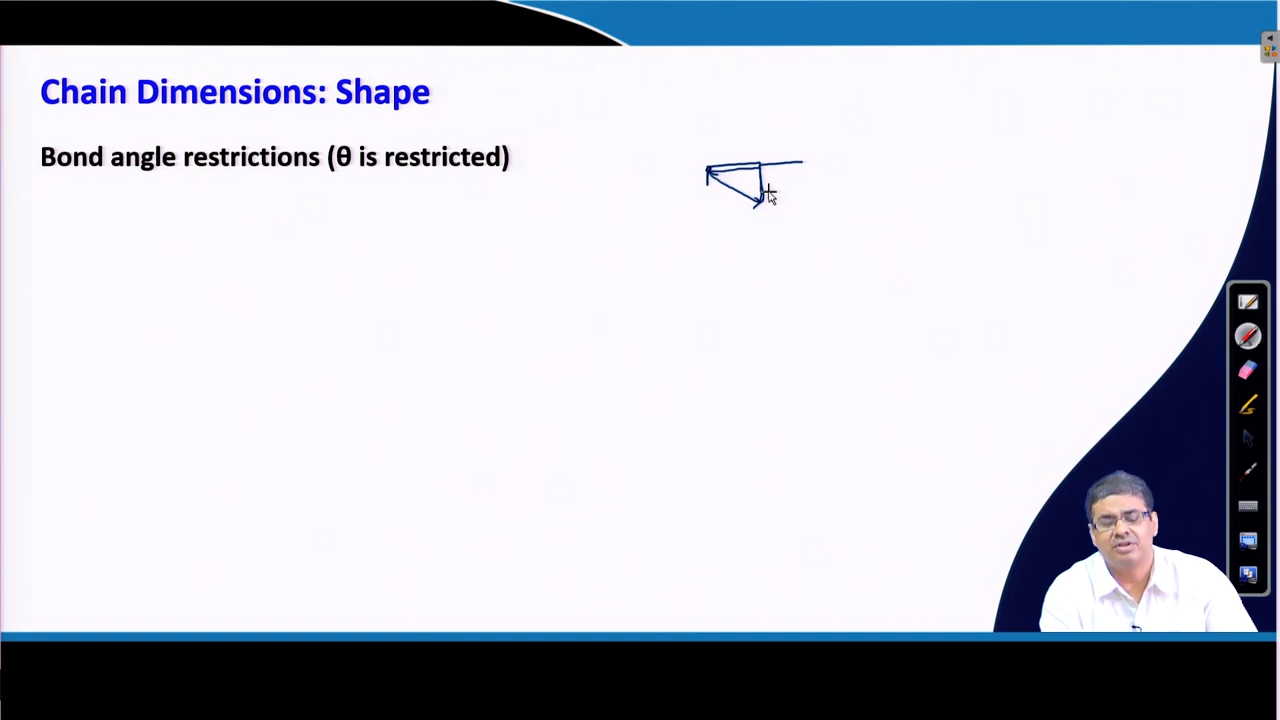 Chain Dimensions: Shape
Bond angle restrictions (θ is restricted)